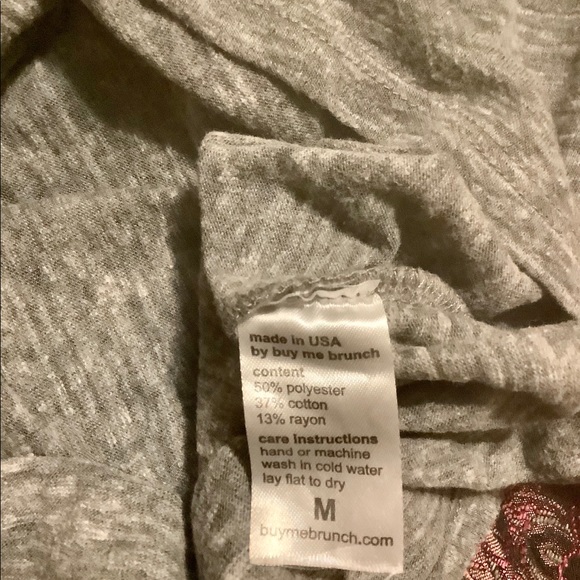 made in USA
by buy me brunch
content
50% polyester
37% cotton
13% rayon
care instructions
hand or machine
wash in cold water
lay flat to dry
M
buymebrunch.com